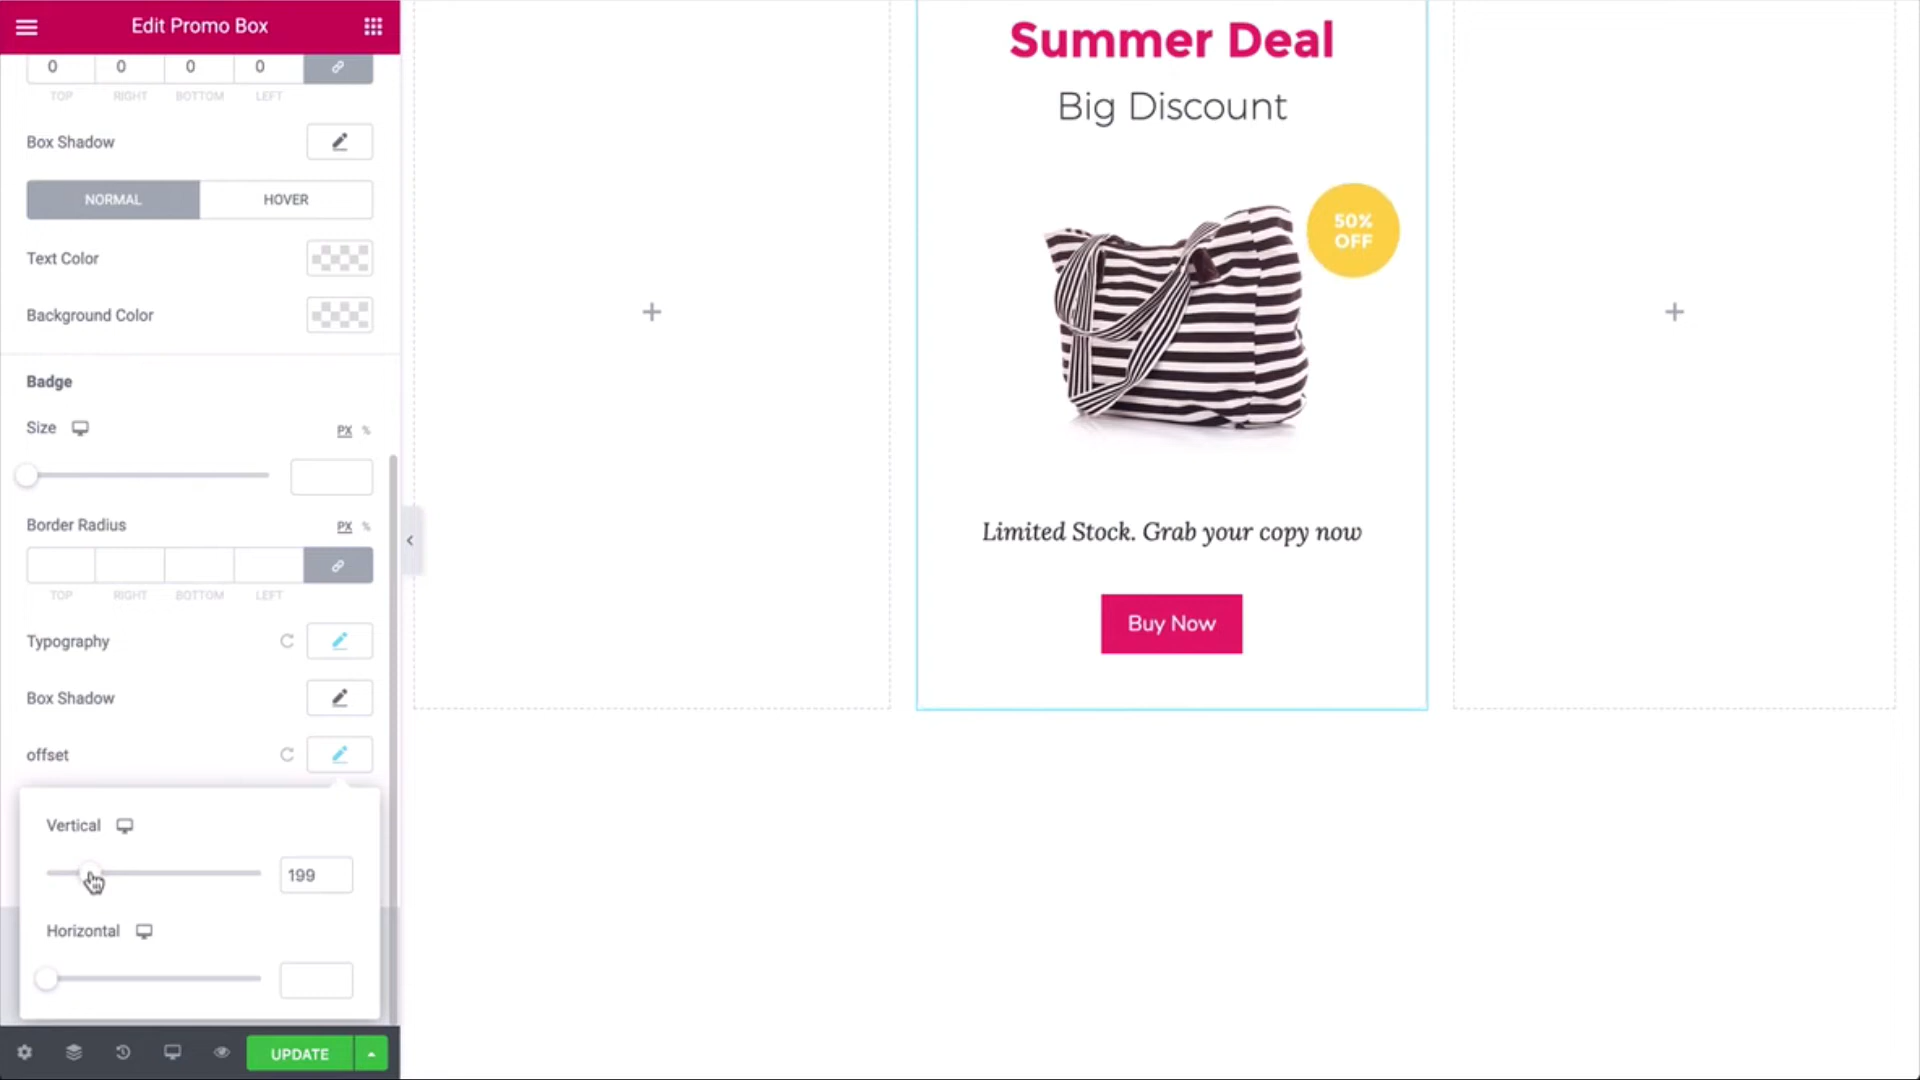 Edit Promo Box
0 0 0 0
TOP RIGHT BOTTOM LEFT
Box Shadow
NORMAL HOVER
Text Color
Background Color
Badge
Size PX %
Border Radius PX %
TOP RIGHT BOTTOM LEFT
Typography
Box Shadow
offset
Vertical
199
Horizontal
UPDATE
Summer Deal
Big Discount
50%
OFF
Limited Stock. Grab your copy now
Buy Now